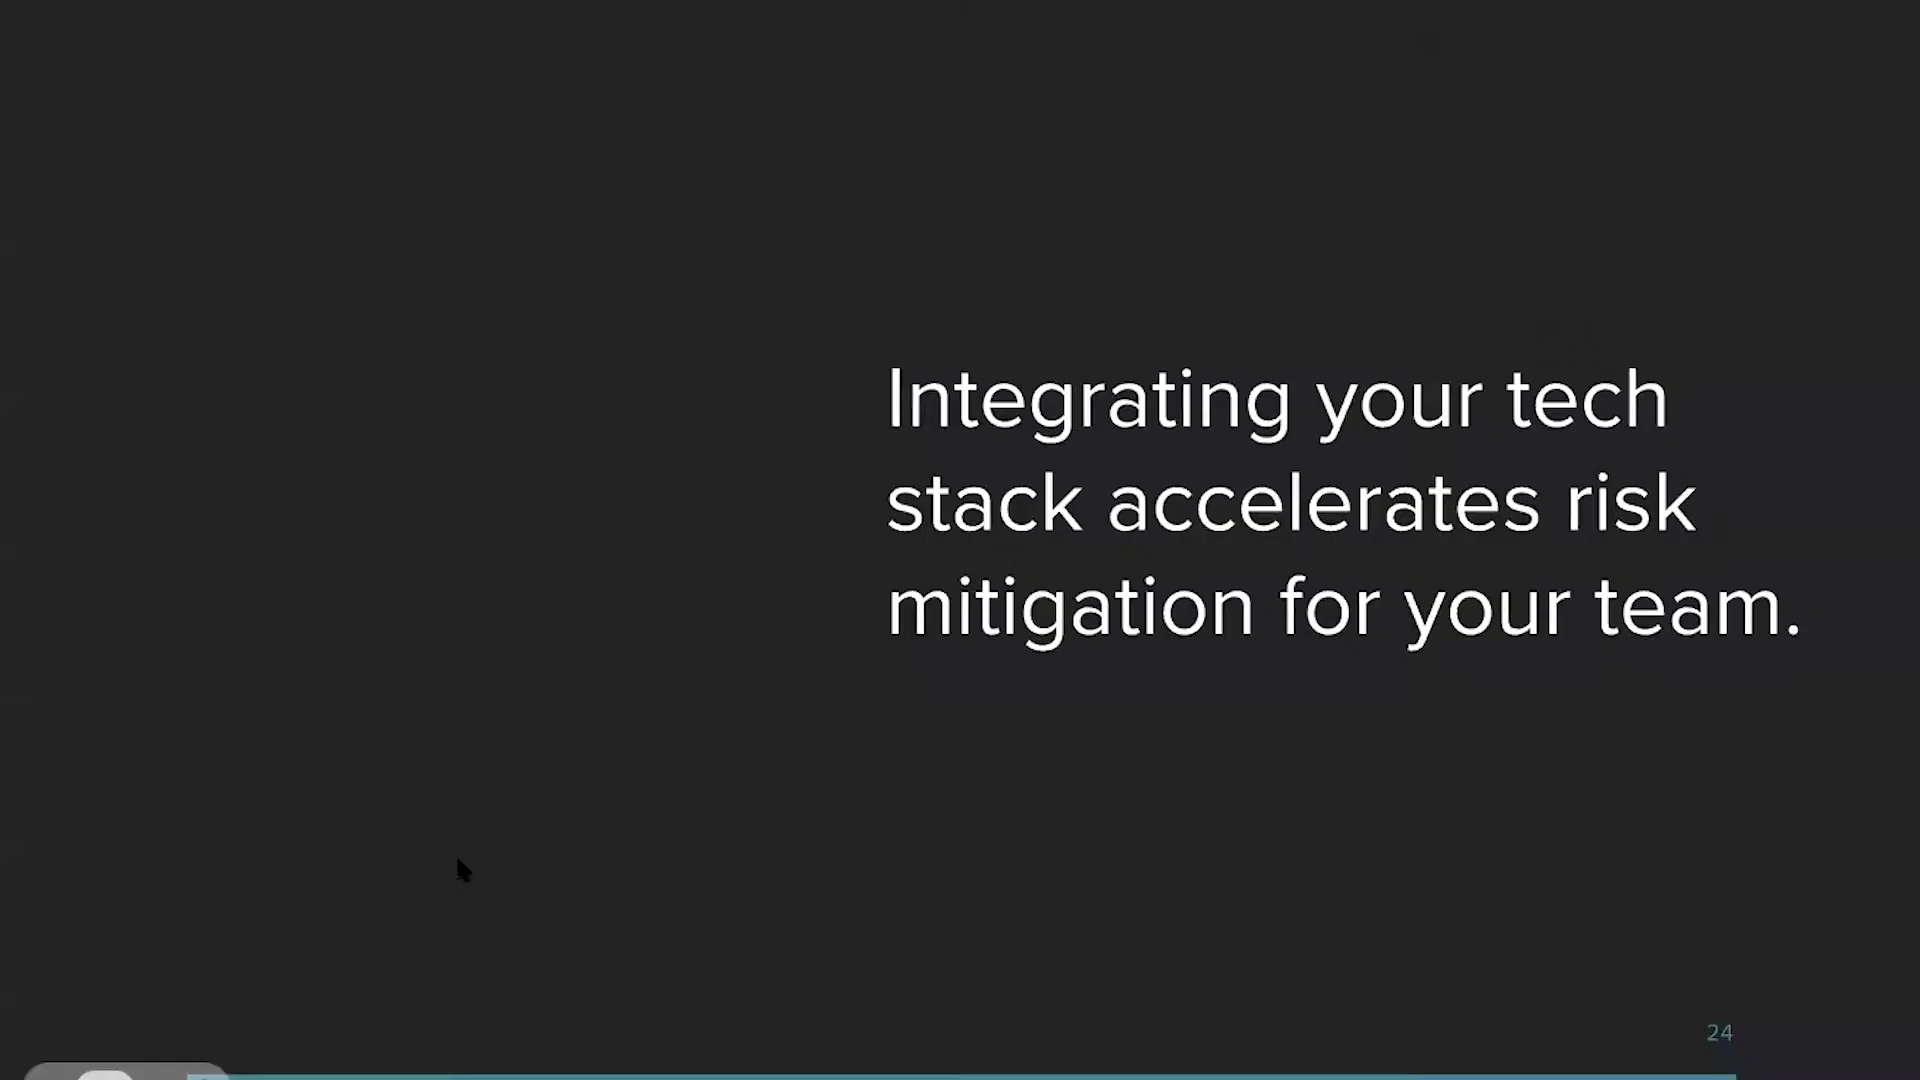 Integrating your tech
stack accelerates risk
mitigation for your team.
24